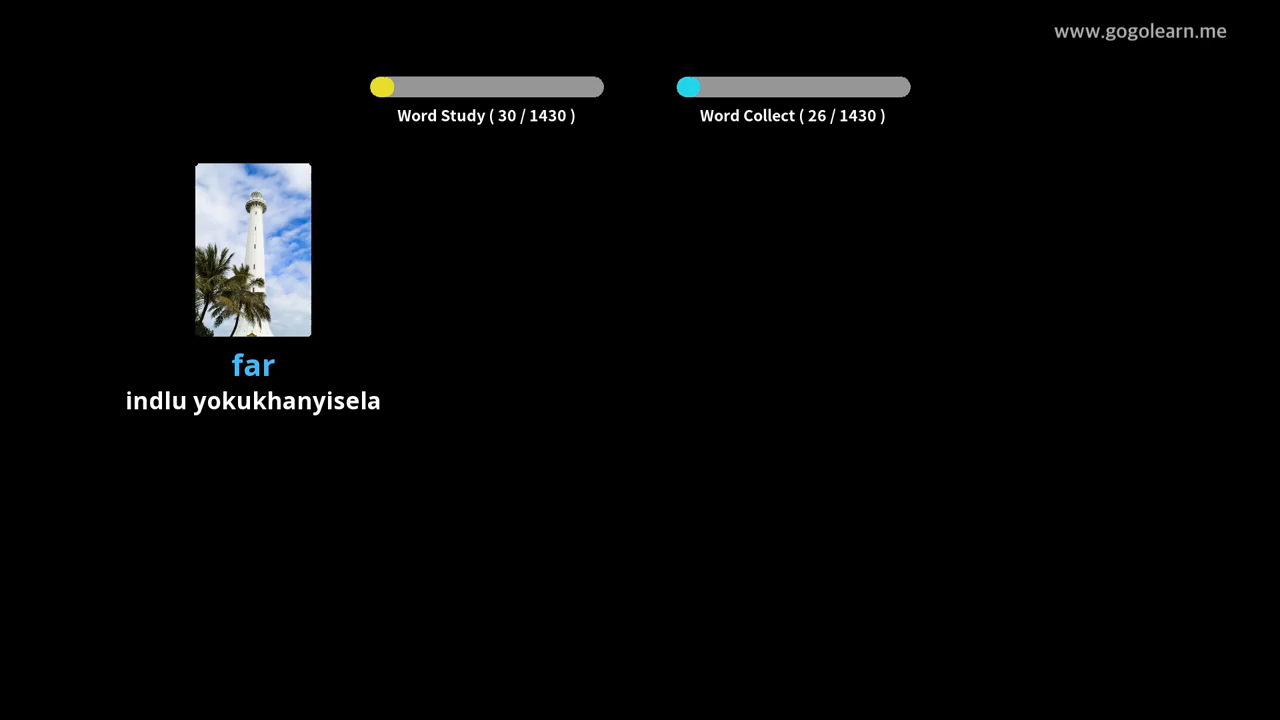 www.gogolearn.me
Word Study ( 30 / 1430 )
Word Collect ( 26 / 1430 )
far
indlu yokukhanyisela